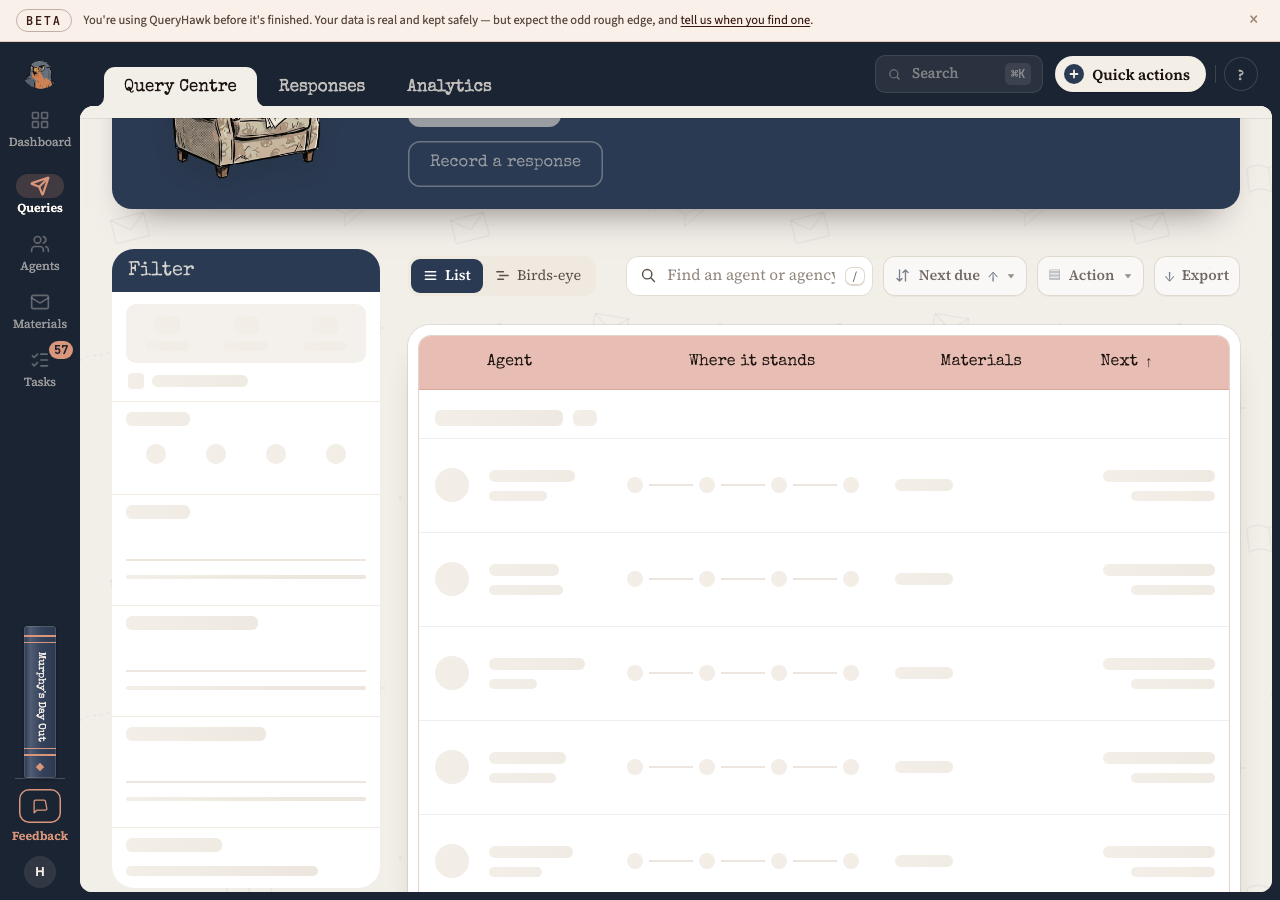 BETA
You're using QueryHawk before it's finished. Your data is real and kept safely — but expect the odd rough edge, and tell us when you find one.
×
Query Centre
Responses
Analytics
Search
⌘K
Quick actions
?
Dashboard
Queries
Agents
Materials
57
Tasks
Murphy's Day Out
Feedback
H
Record a response
Filter
List
Birds-eye
Find an agent or agency
/
Next due ↑
Action
↓ Export
Agent
Where it stands
Materials
Next ↑